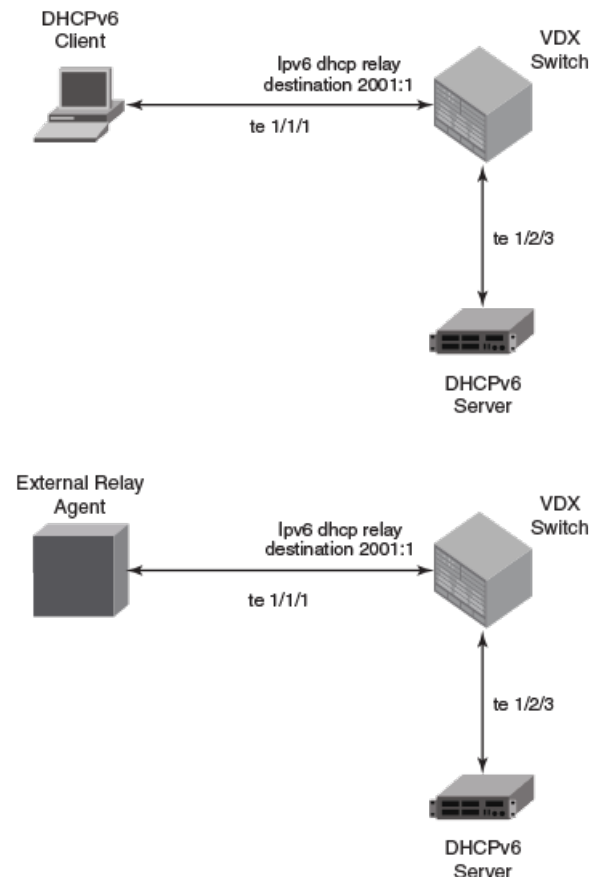 DHCPv6
Client
VDX
Switch
Ipv6 dhcp relay
destination 2001:1
te 1/1/1
te 1/2/3
DHCPv6
Server
External Relay
Agent
VDX
Switch
Ipv6 dhcp relay
destination 2001:1
te 1/1/1
te 1/2/3
DHCPv6
Server